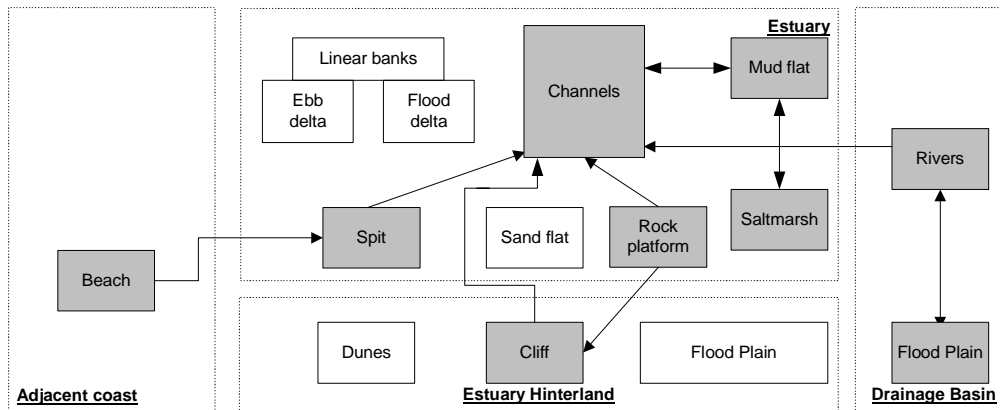 Estuary
Linear banks
Ebb
delta
Flood
delta
Channels
Mud flat
Rivers
Spit
Sand flat
Rock
platform
Saltmarsh
Beach
Dunes
Cliff
Flood Plain
Flood Plain
Adjacent coast
Estuary Hinterland
Drainage Basin